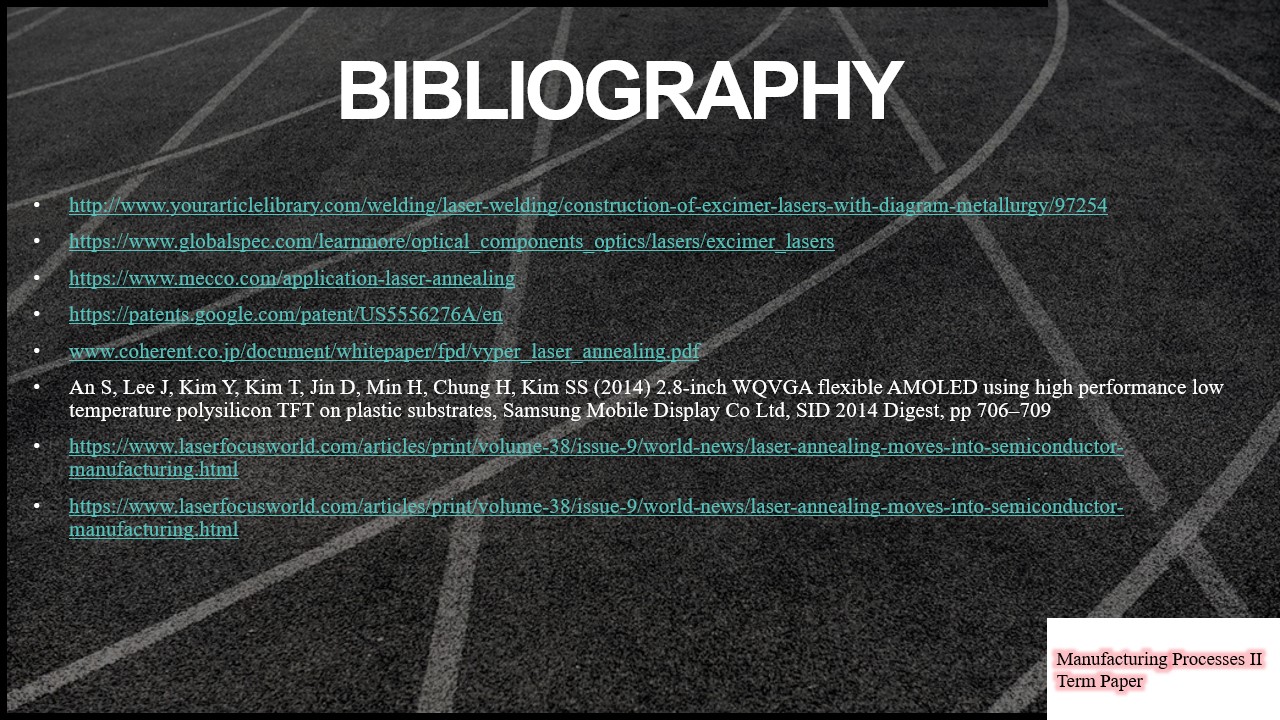 BIBLIOGRAPHY
• http://www.yourarticlelibrary.com/welding/laser-welding/construction-of-excimer-lasers-with-diagram-metallurgy/97254
• https://www.globalspec.com/learnmore/optical_components_optics/lasers/excimer_lasers
• https://www.mecco.com/application-laser-annealing
• https://patents.google.com/patent/US5556276A/en
• www.coherent.co.jp/document/whitepaper/fpd/vyper_laser_annealing.pdf
• An S, Lee J, Kim Y, Kim T, Jin D, Min H, Chung H, Kim SS (2014) 2.8-inch WQVGA flexible AMOLED using high performance low
temperature polysilicon TFT on plastic substrates, Samsung Mobile Display Co Ltd, SID 2014 Digest, pp 706–709
• https://www.laserfocusworld.com/articles/print/volume-38/issue-9/world-news/laser-annealing-moves-into-semiconductor-
manufacturing.html
• https://www.laserfocusworld.com/articles/print/volume-38/issue-9/world-news/laser-annealing-moves-into-semiconductor-
manufacturing.html
Manufacturing Processes II
Term Paper